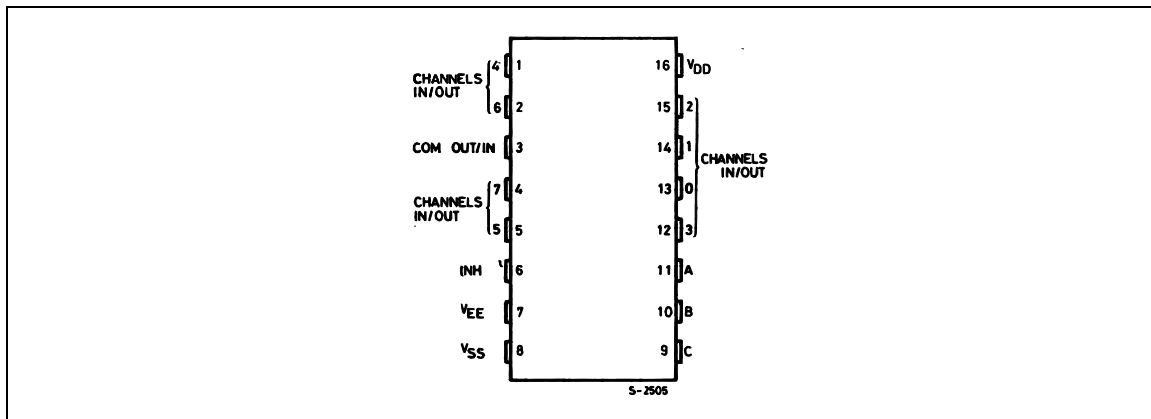 4 1 16 VDD
CHANNELS
IN/OUT
6 2 15 2
COM OUT/IN 3 14 1
CHANNELS
IN/OUT
7 4 13 0
CHANNELS
IN/OUT
5 5 12 3
INH 6 11 A
VEE 7 10 B
VSS 8 9 C
S-2505